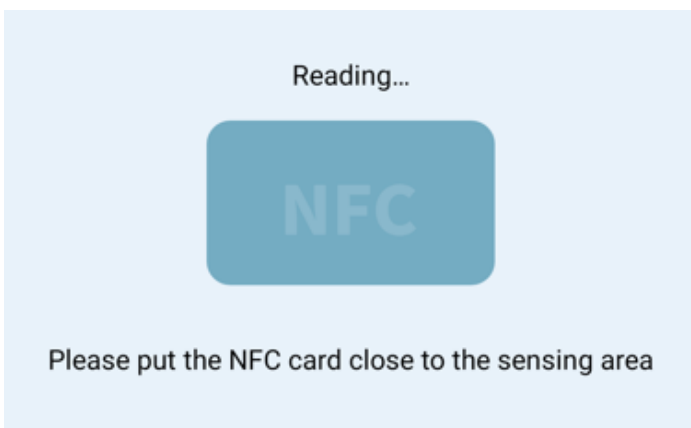 Reading…
NFC
Please put the NFC card close to the sensing area